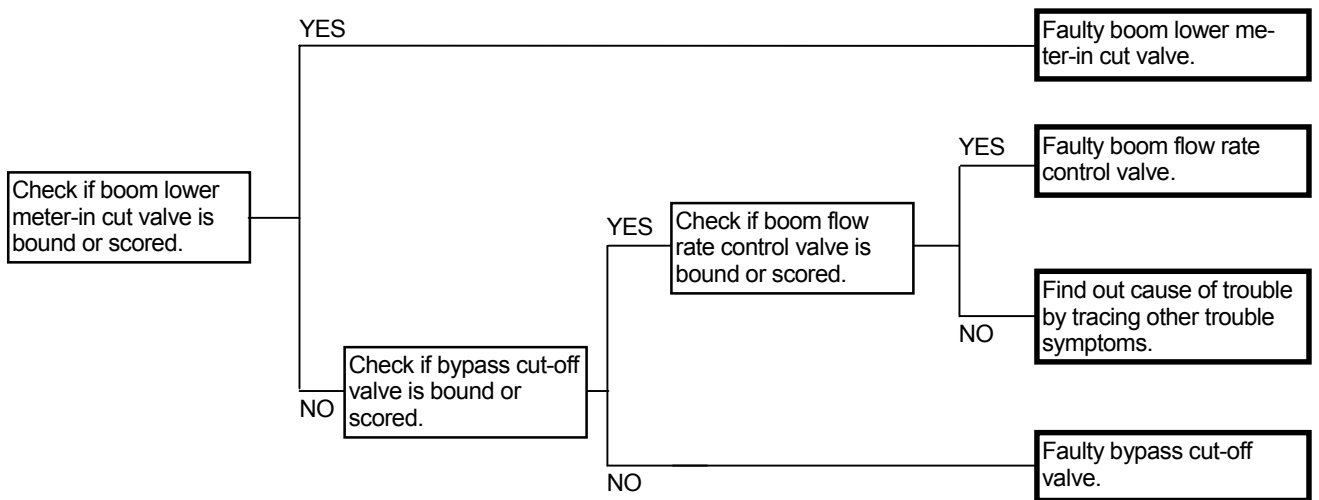 YES
Faulty boom lower me-
ter-in cut valve.
Check if boom lower
meter-in cut valve is
bound or scored.
NO
Check if bypass cut-off
valve is bound or
scored.
YES
Check if boom flow
rate control valve is
bound or scored.
YES
Faulty boom flow rate
control valve.
NO
Find out cause of trouble
by tracing other trouble
symptoms.
NO
Faulty bypass cut-off
valve.